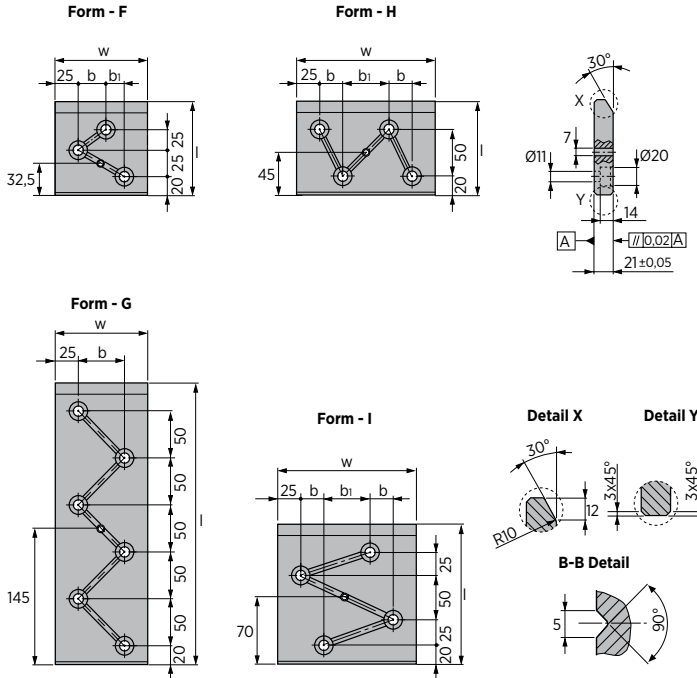 Form - F
w
25 b b1
25
25
20
l
32,5
Form - H
w
25 b b1 b
50
20
l
45
30°
X
7
Ø11
Ø20
Y
14
A
// 0,02 A
21±0,05
Form - G
w
25 b
50
50
50
50
50
20
l
145
Form - I
w
25 b b1 b
25
50
25
20
l
70
Detail X
30°
12
R10
Detail Y
3x45°
3x45°
B-B Detail
5
90°